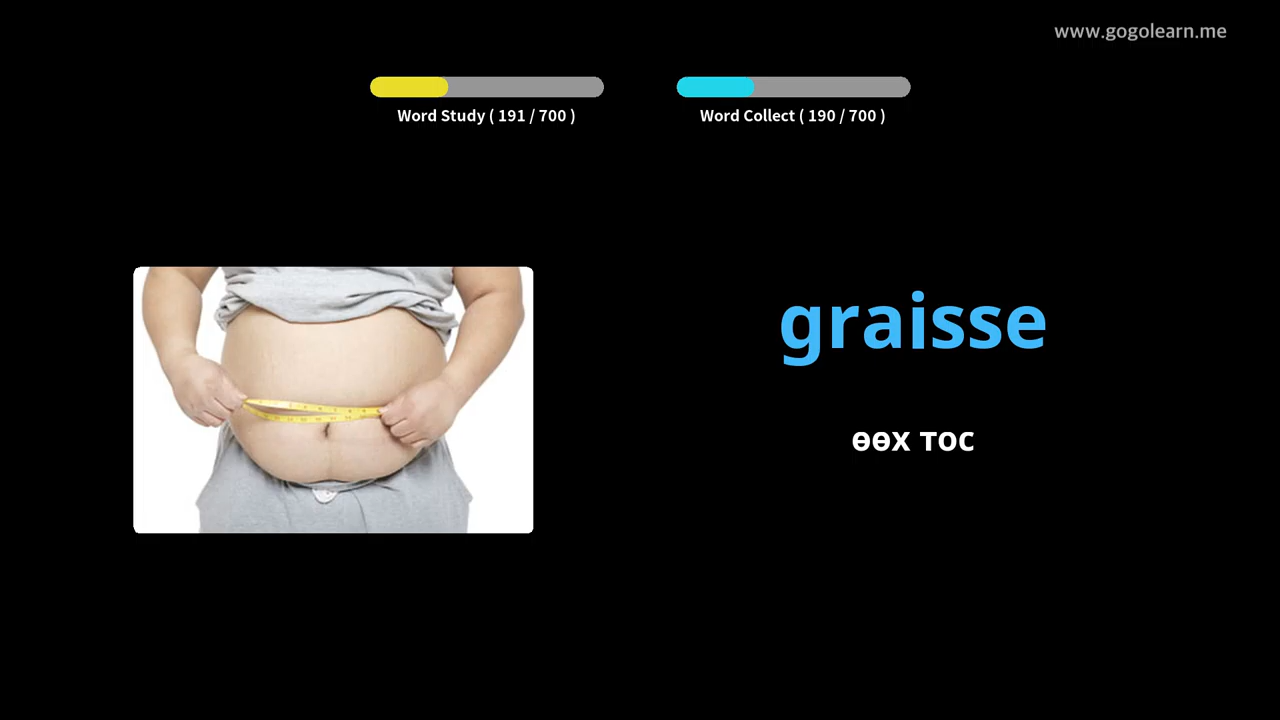 www.gogolearn.me
Word Study ( 191 / 700 )
Word Collect ( 190 / 700 )
graisse
өөх тос